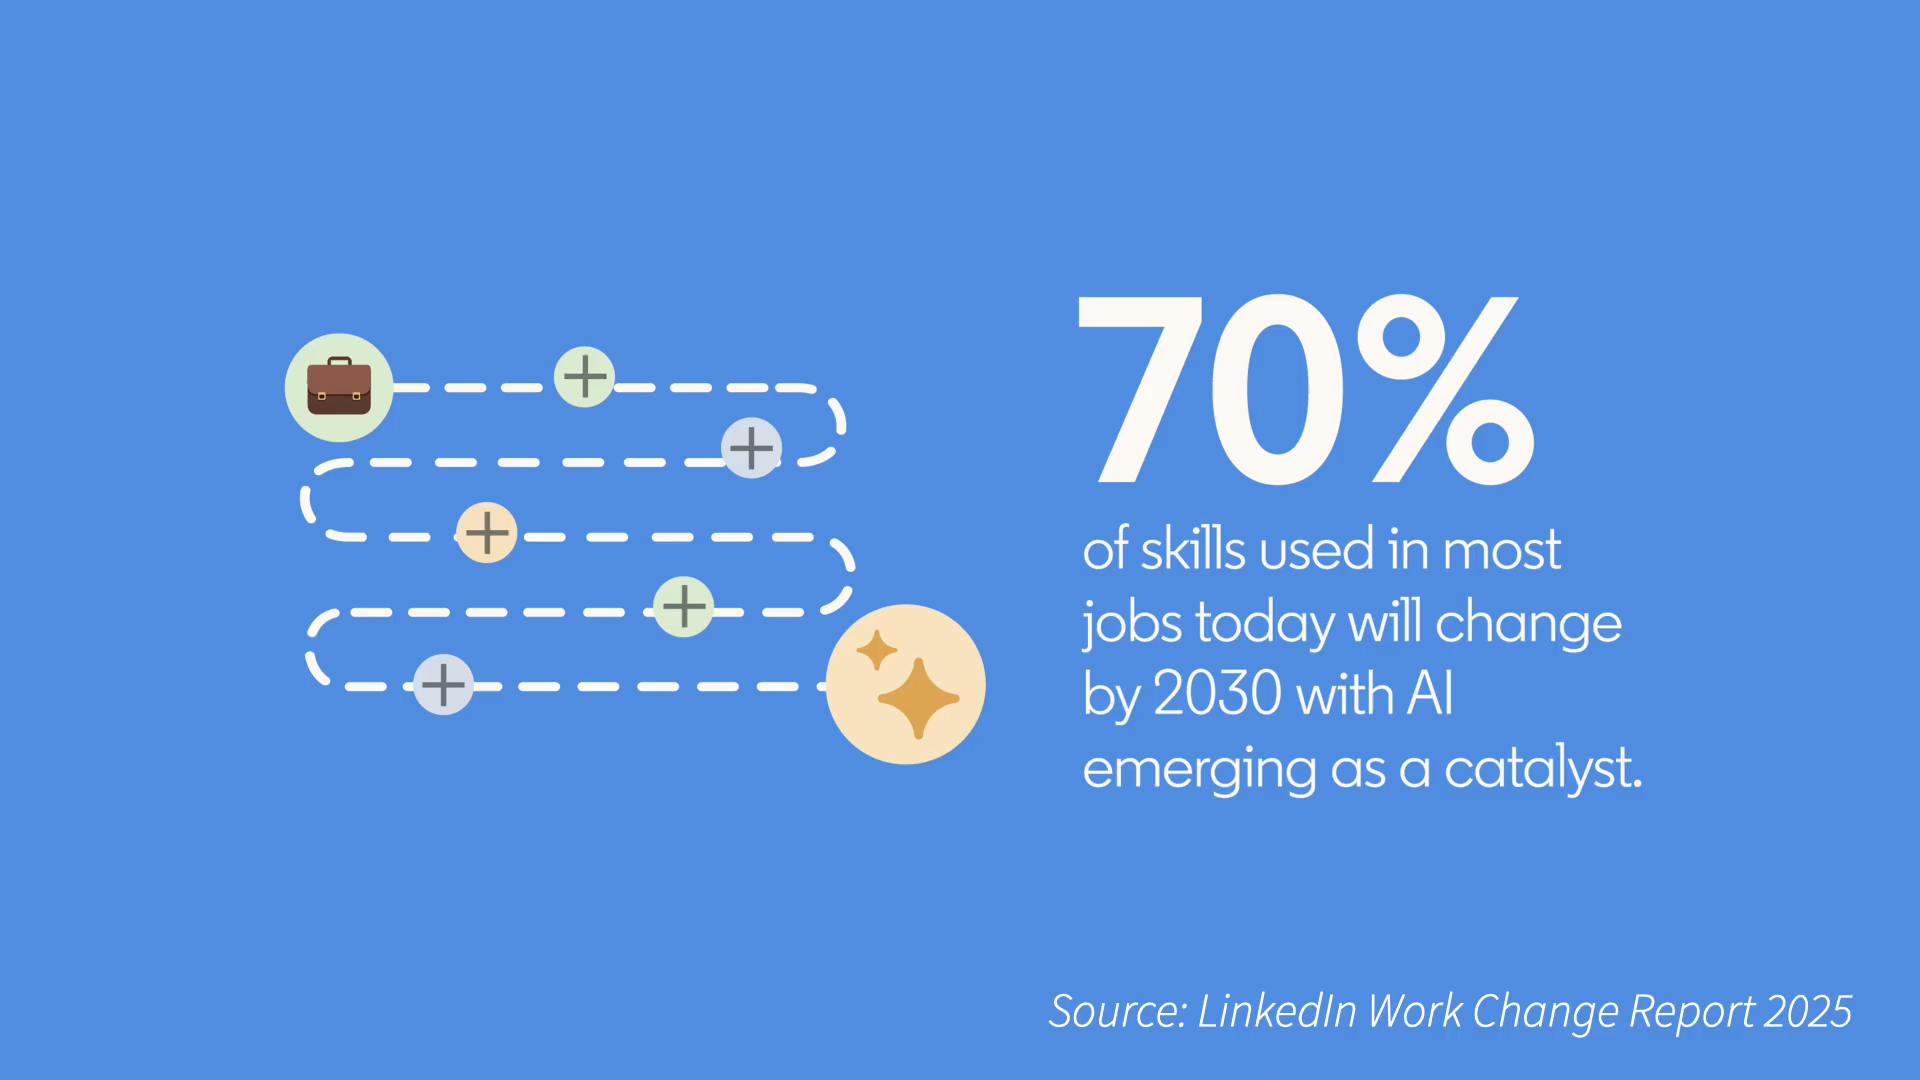 70%
of skills used in most
jobs today will change
by 2030 with AI
emerging as a catalyst.
Source: LinkedIn Work Change Report 2025